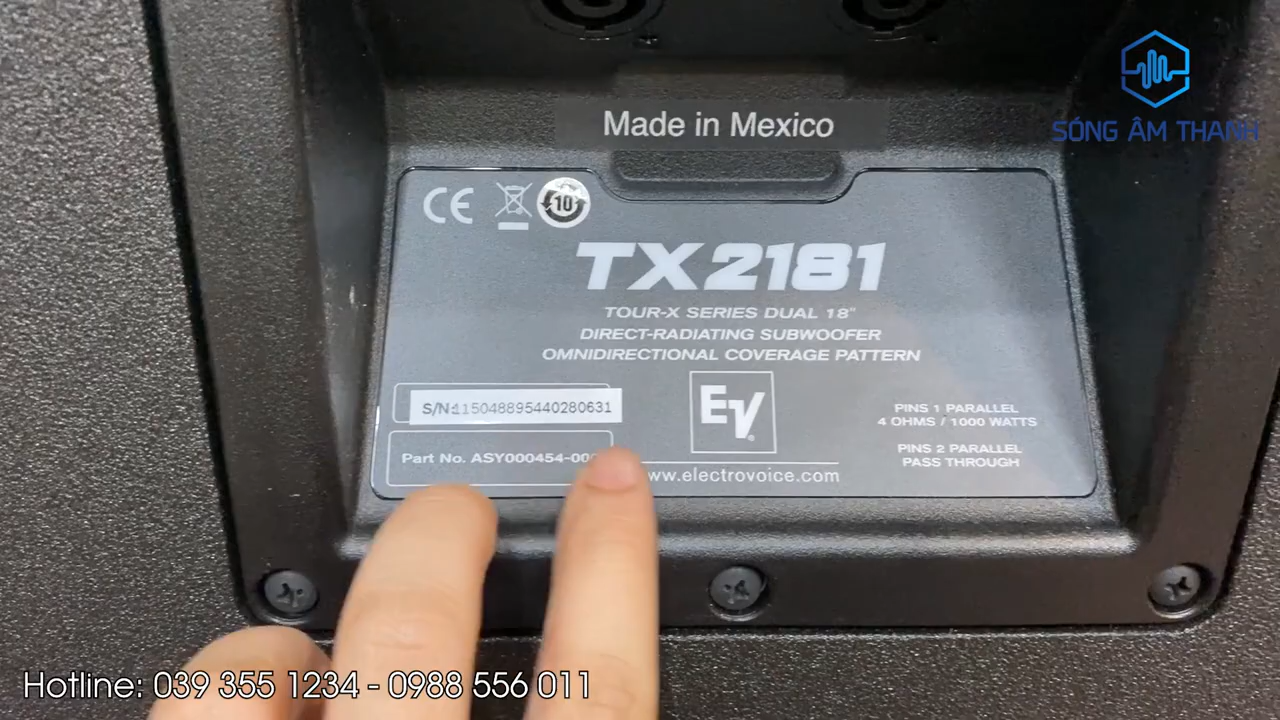 SÓNG ÂM THANH
Made in Mexico
CE
10
TX2181
TOUR-X SERIES DUAL 18"
DIRECT-RADIATING SUBWOOFER
OMNIDIRECTIONAL COVERAGE PATTERN
S/N:115048895440280631
EV
PINS 1 PARALLEL
4 OHMS / 1000 WATTS
PINS 2 PARALLEL
PASS THROUGH
Part No.
www.electrovoice.com
Hotline: 039 355 1234 - 0988 556 011